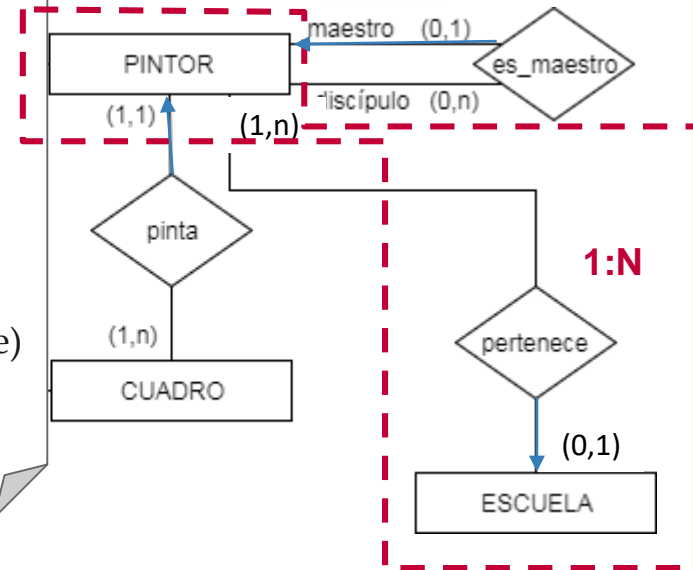 maestro (0,1)
PINTOR
es_maestro
discípulo (0,n)
(1,1)
(1,n)
pinta
1:N
(1,n)
e)
pertenece
CUADRO
(0,1)
ESCUELA